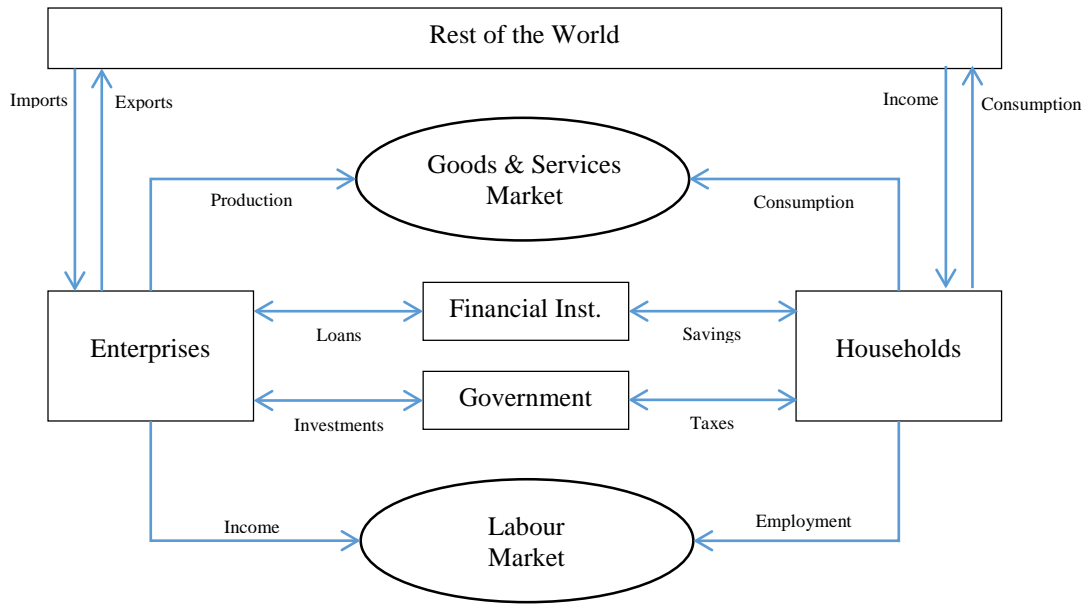 Rest of the World
Imports
Exports
Income
Consumption
Goods & Services
Market
Production
Consumption
Financial Inst.
Enterprises
Loans
Savings
Households
Government
Investments
Taxes
Labour
Market
Income
Employment